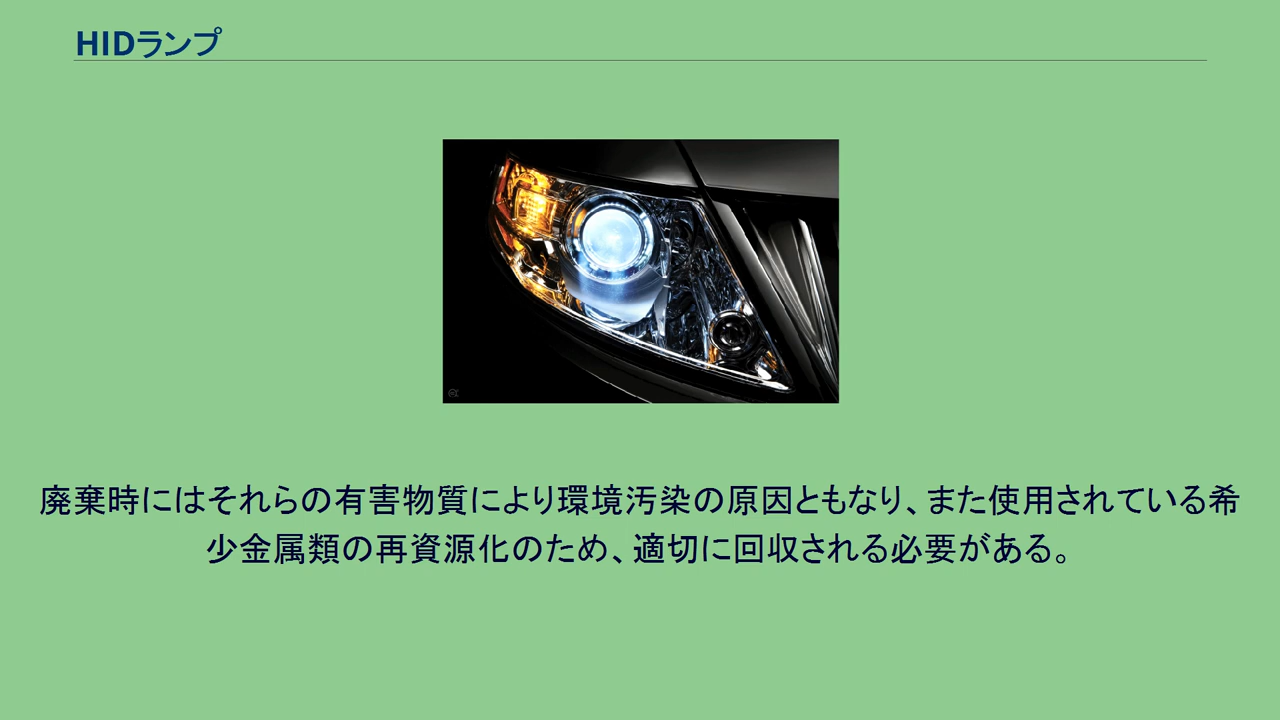 HIDランプ
廃棄時にはそれらの有害物質により環境汚染の原因ともなり、また使用されている希
少金属類の再資源化のため、適切に回収される必要がある。